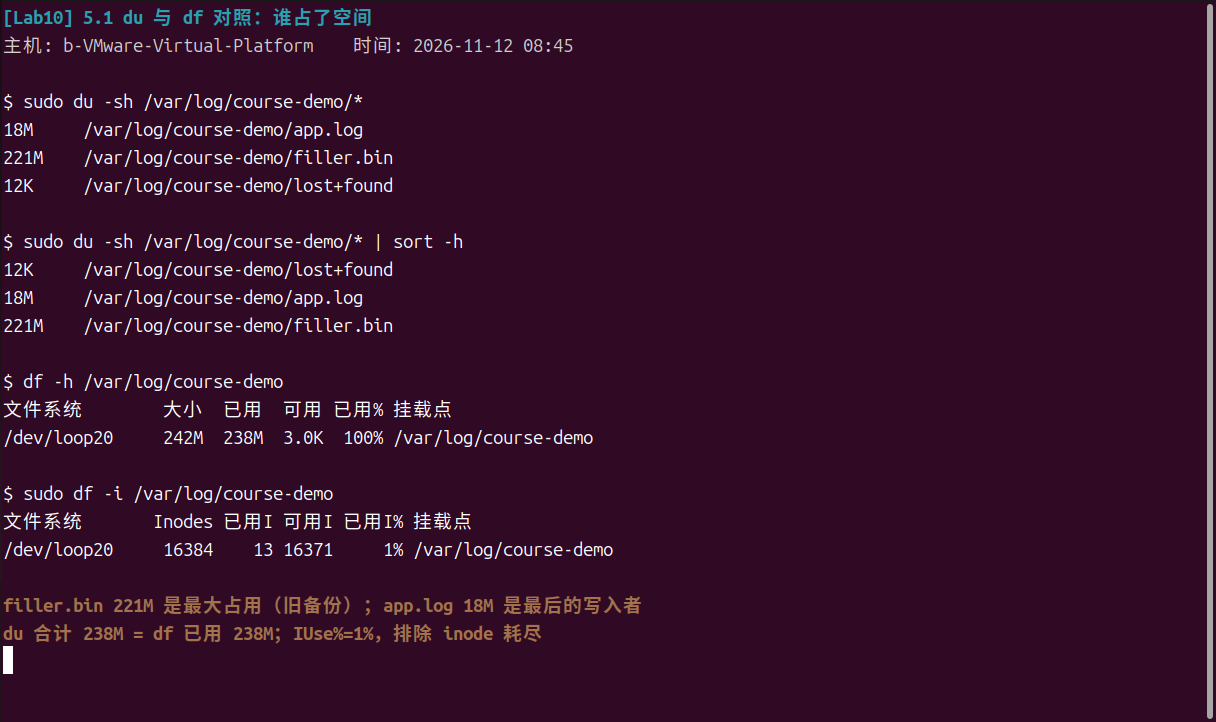 [Lab10] 5.1 du 与 df 对照：谁占了空间
主机：b-VMware-Virtual-Platform    时间：2026-11-12 08:45
$ sudo du -sh /var/log/course-demo/*
18M     /var/log/course-demo/app.log
221M    /var/log/course-demo/filler.bin
12K     /var/log/course-demo/lost+found
$ sudo du -sh /var/log/course-demo/* | sort -h
12K     /var/log/course-demo/lost+found
18M     /var/log/course-demo/app.log
221M    /var/log/course-demo/filler.bin
$ df -h /var/log/course-demo
文件系统        大小  已用  可用 已用% 挂载点
/dev/loop20     242M  238M  3.0K  100% /var/log/course-demo
$ sudo df -i /var/log/course-demo
文件系统       Inodes 已用I 可用I 已用I% 挂载点
/dev/loop20     16384    13 16371     1% /var/log/course-demo
filler.bin 221M 是最大占用（旧备份）；app.log 18M 是最后的写入者
du 合计 238M = df 已用 238M；IUse%=1%，排除 inode 耗尽